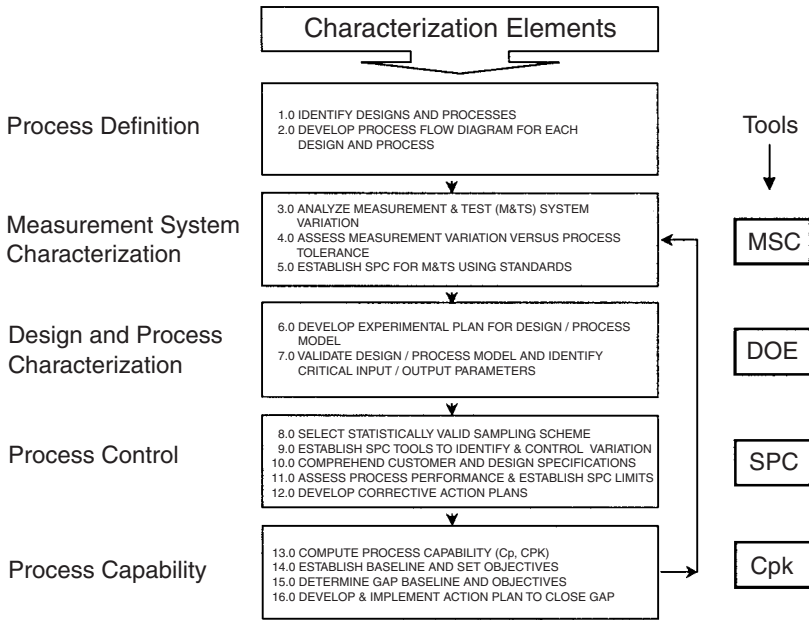 Characterization Elements
Process Definition
1.0 IDENTIFY DESIGNS AND PROCESSES
2.0 DEVELOP PROCESS FLOW DIAGRAM FOR EACH
DESIGN AND PROCESS
Tools
Measurement System
Characterization
3.0 ANALYZE MEASUREMENT & TEST (M&TS) SYSTEM
VARIATION
4.0 ASSESS MEASUREMENT VARIATION VERSUS PROCESS
TOLERANCE
5.0 ESTABLISH SPC FOR M&TS USING STANDARDS
MSC
Design and Process
Characterization
6.0 DEVELOP EXPERIMENTAL PLAN FOR DESIGN / PROCESS
MODEL
7.0 VALIDATE DESIGN / PROCESS MODEL AND IDENTIFY
CRITICAL INPUT / OUTPUT PARAMETERS
DOE
Process Control
8.0 SELECT STATISTICALLY VALID SAMPLING SCHEME
9.0 ESTABLISH SPC TOOLS TO IDENTIFY & CONTROL VARIATION
10.0 COMPREHEND CUSTOMER AND DESIGN SPECIFICATIONS
11.0 ASSESS PROCESS PERFORMANCE & ESTABLISH SPC LIMITS
12.0 DEVELOP CORRECTIVE ACTION PLANS
SPC
Process Capability
13.0 COMPUTE PROCESS CAPABILITY (Cp, CPK)
14.0 ESTABLISH BASELINE AND SET OBJECTIVES
15.0 DETERMINE GAP BASELINE AND OBJECTIVES
16.0 DEVELOP & IMPLEMENT ACTION PLAN TO CLOSE GAP
Cpk